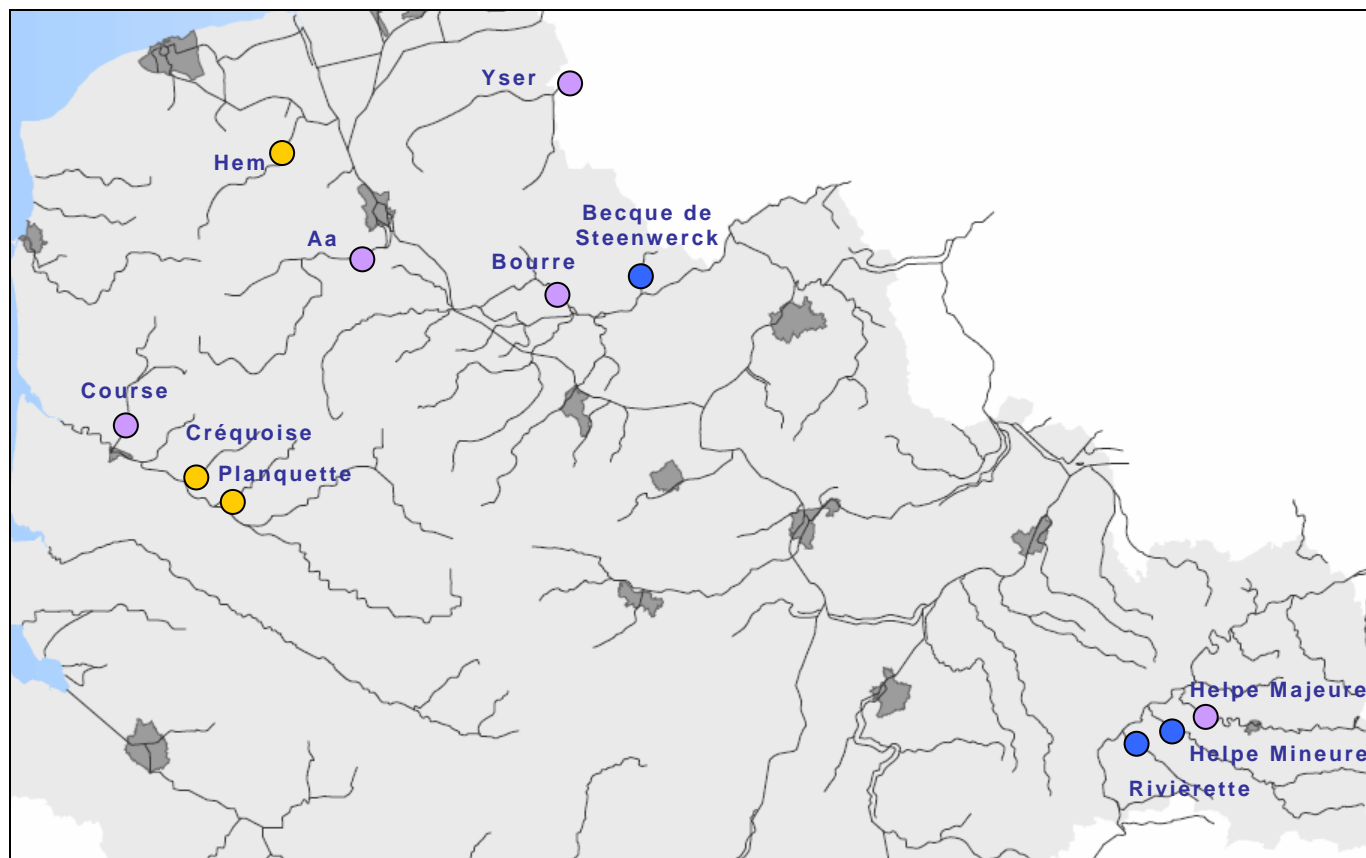 Yser
Hem
Becque de
Steenwerck
Aa
Bourre
Course
Créquoise
Planquette
Helpe Majeure
Helpe Mineure
Rivièrette